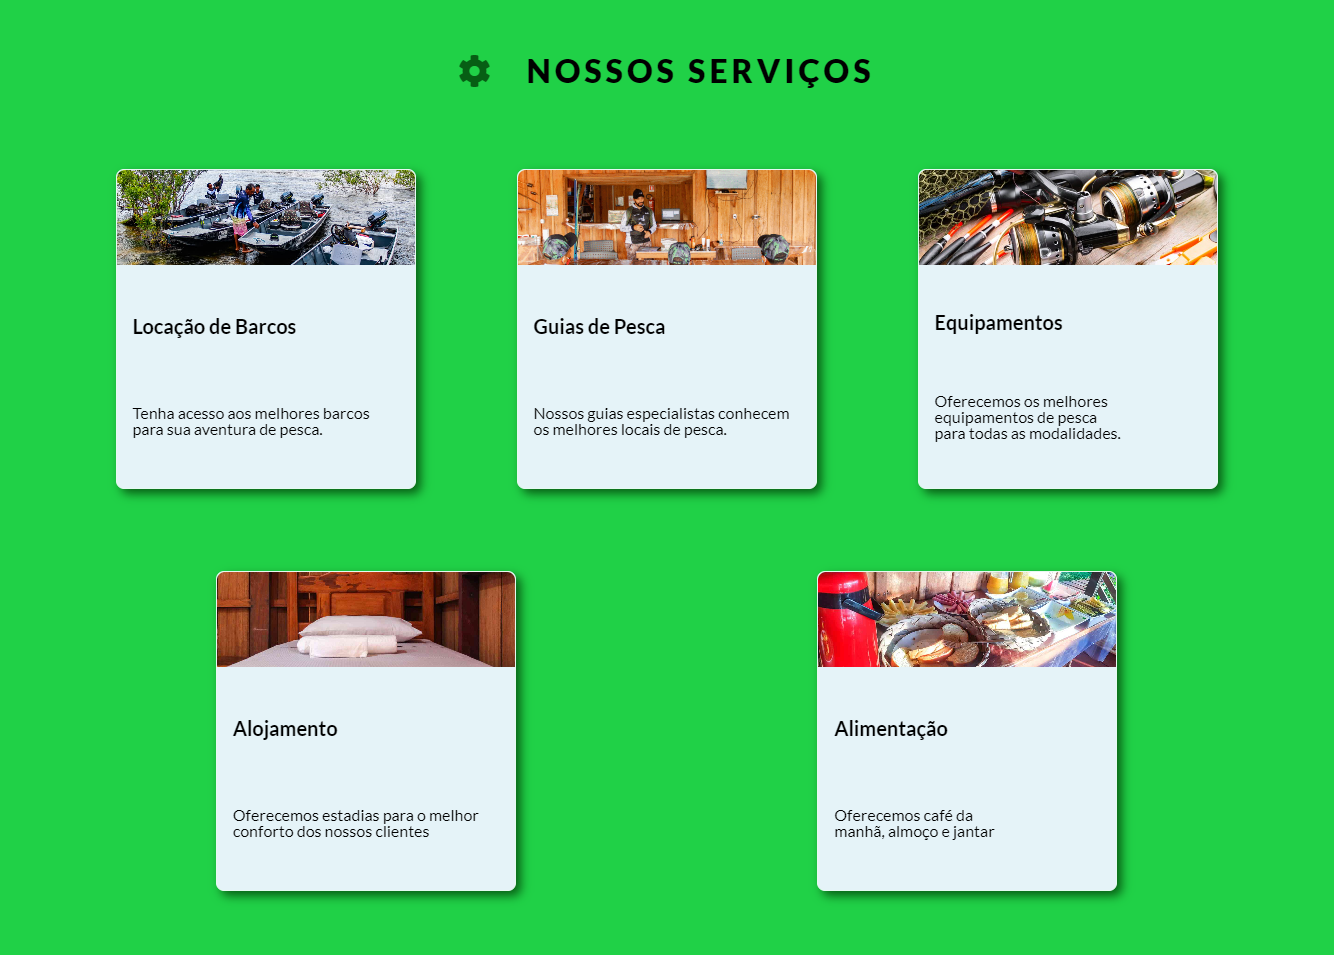 NOSSOS SERVIÇOS
Locação de Barcos
Tenha acesso aos melhores barcos
para sua aventura de pesca.
Guias de Pesca
Nossos guias especialistas conhecem
os melhores locais de pesca.
Equipamentos
Oferecemos os melhores
equipamentos de pesca
para todas as modalidades.
Alojamento
Oferecemos estadias para o melhor
conforto dos nossos clientes
Alimentação
Oferecemos café da
manhã, almoço e jantar